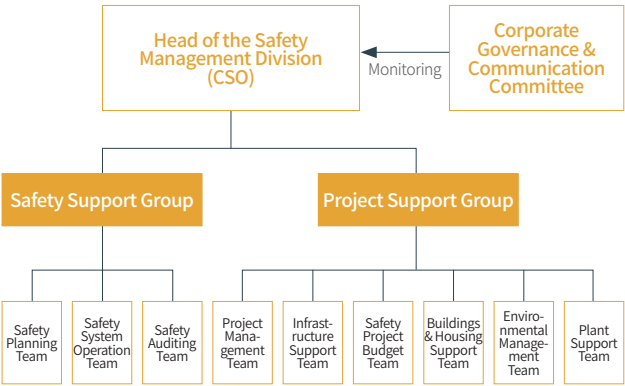 Head of the Safety
Management Division
(CSO)
Corporate
Governance &
Communication
Committee
Monitoring
Safety Support Group
Project Support Group
Safety
Planning
Team
Safety
System
Operation
Team
Safety
Auditing
Team
Project
Mana-
gement
Team
Infrast-
ructure
Support
Team
Safety
Project
Budget
Team
Buildings
& Housing
Support
Team
Enviro-
nmental
Manage-
ment
Team
Plant
Support
Team